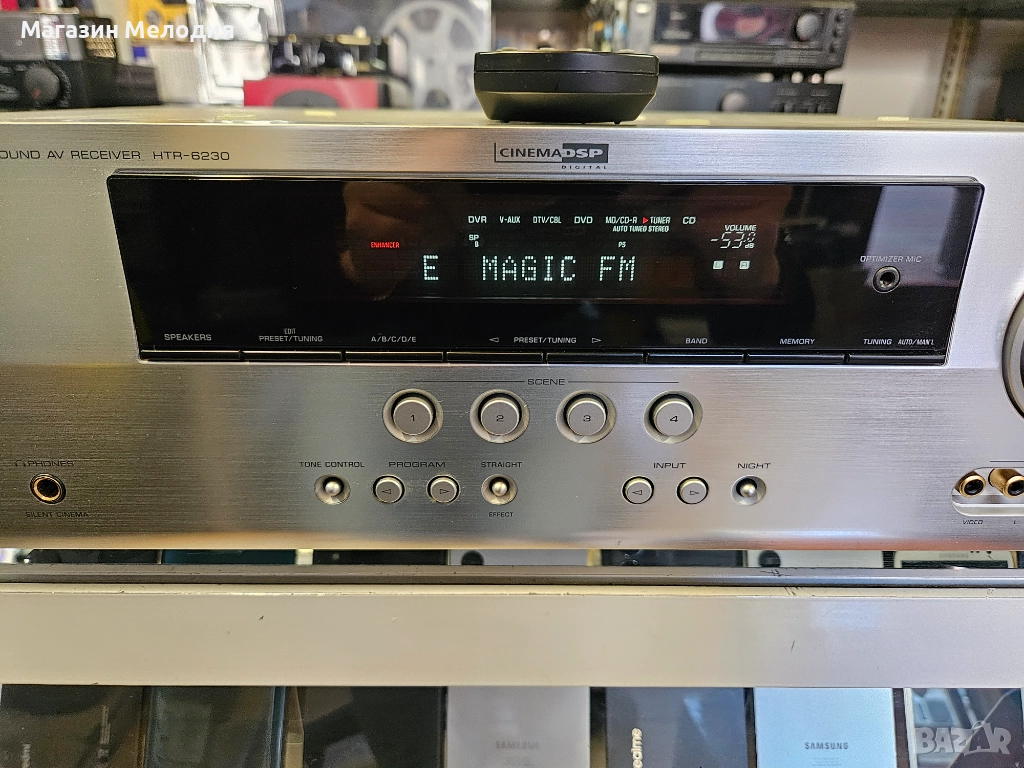 Магазин Мелодия
OUND AV RECEIVER HTR-6230
CINEMA DSP
DIGITAL
DVR V-AUX DTV/CBL DVD MD/CD-R TUNER CD
AUTO TUNED STEREO
VOLUME
-53.0 dB
SP
B
ENHANCER
P5
L R
E MAGIC FM
OPTIMIZER MIC
SPEAKERS
EDIT
PRESET/TUNING
A/B/C/D/E
PRESET/TUNING
BAND
MEMORY
TUNING AUTO/MAN'L
SCENE
1 2 3 4
PHONES
SILENT CINEMA
TONE CONTROL
PROGRAM
STRAIGHT
EFFECT
INPUT
NIGHT
VIDEO
L
SAMSUNG
realme
SAMSUNG
BAZAR